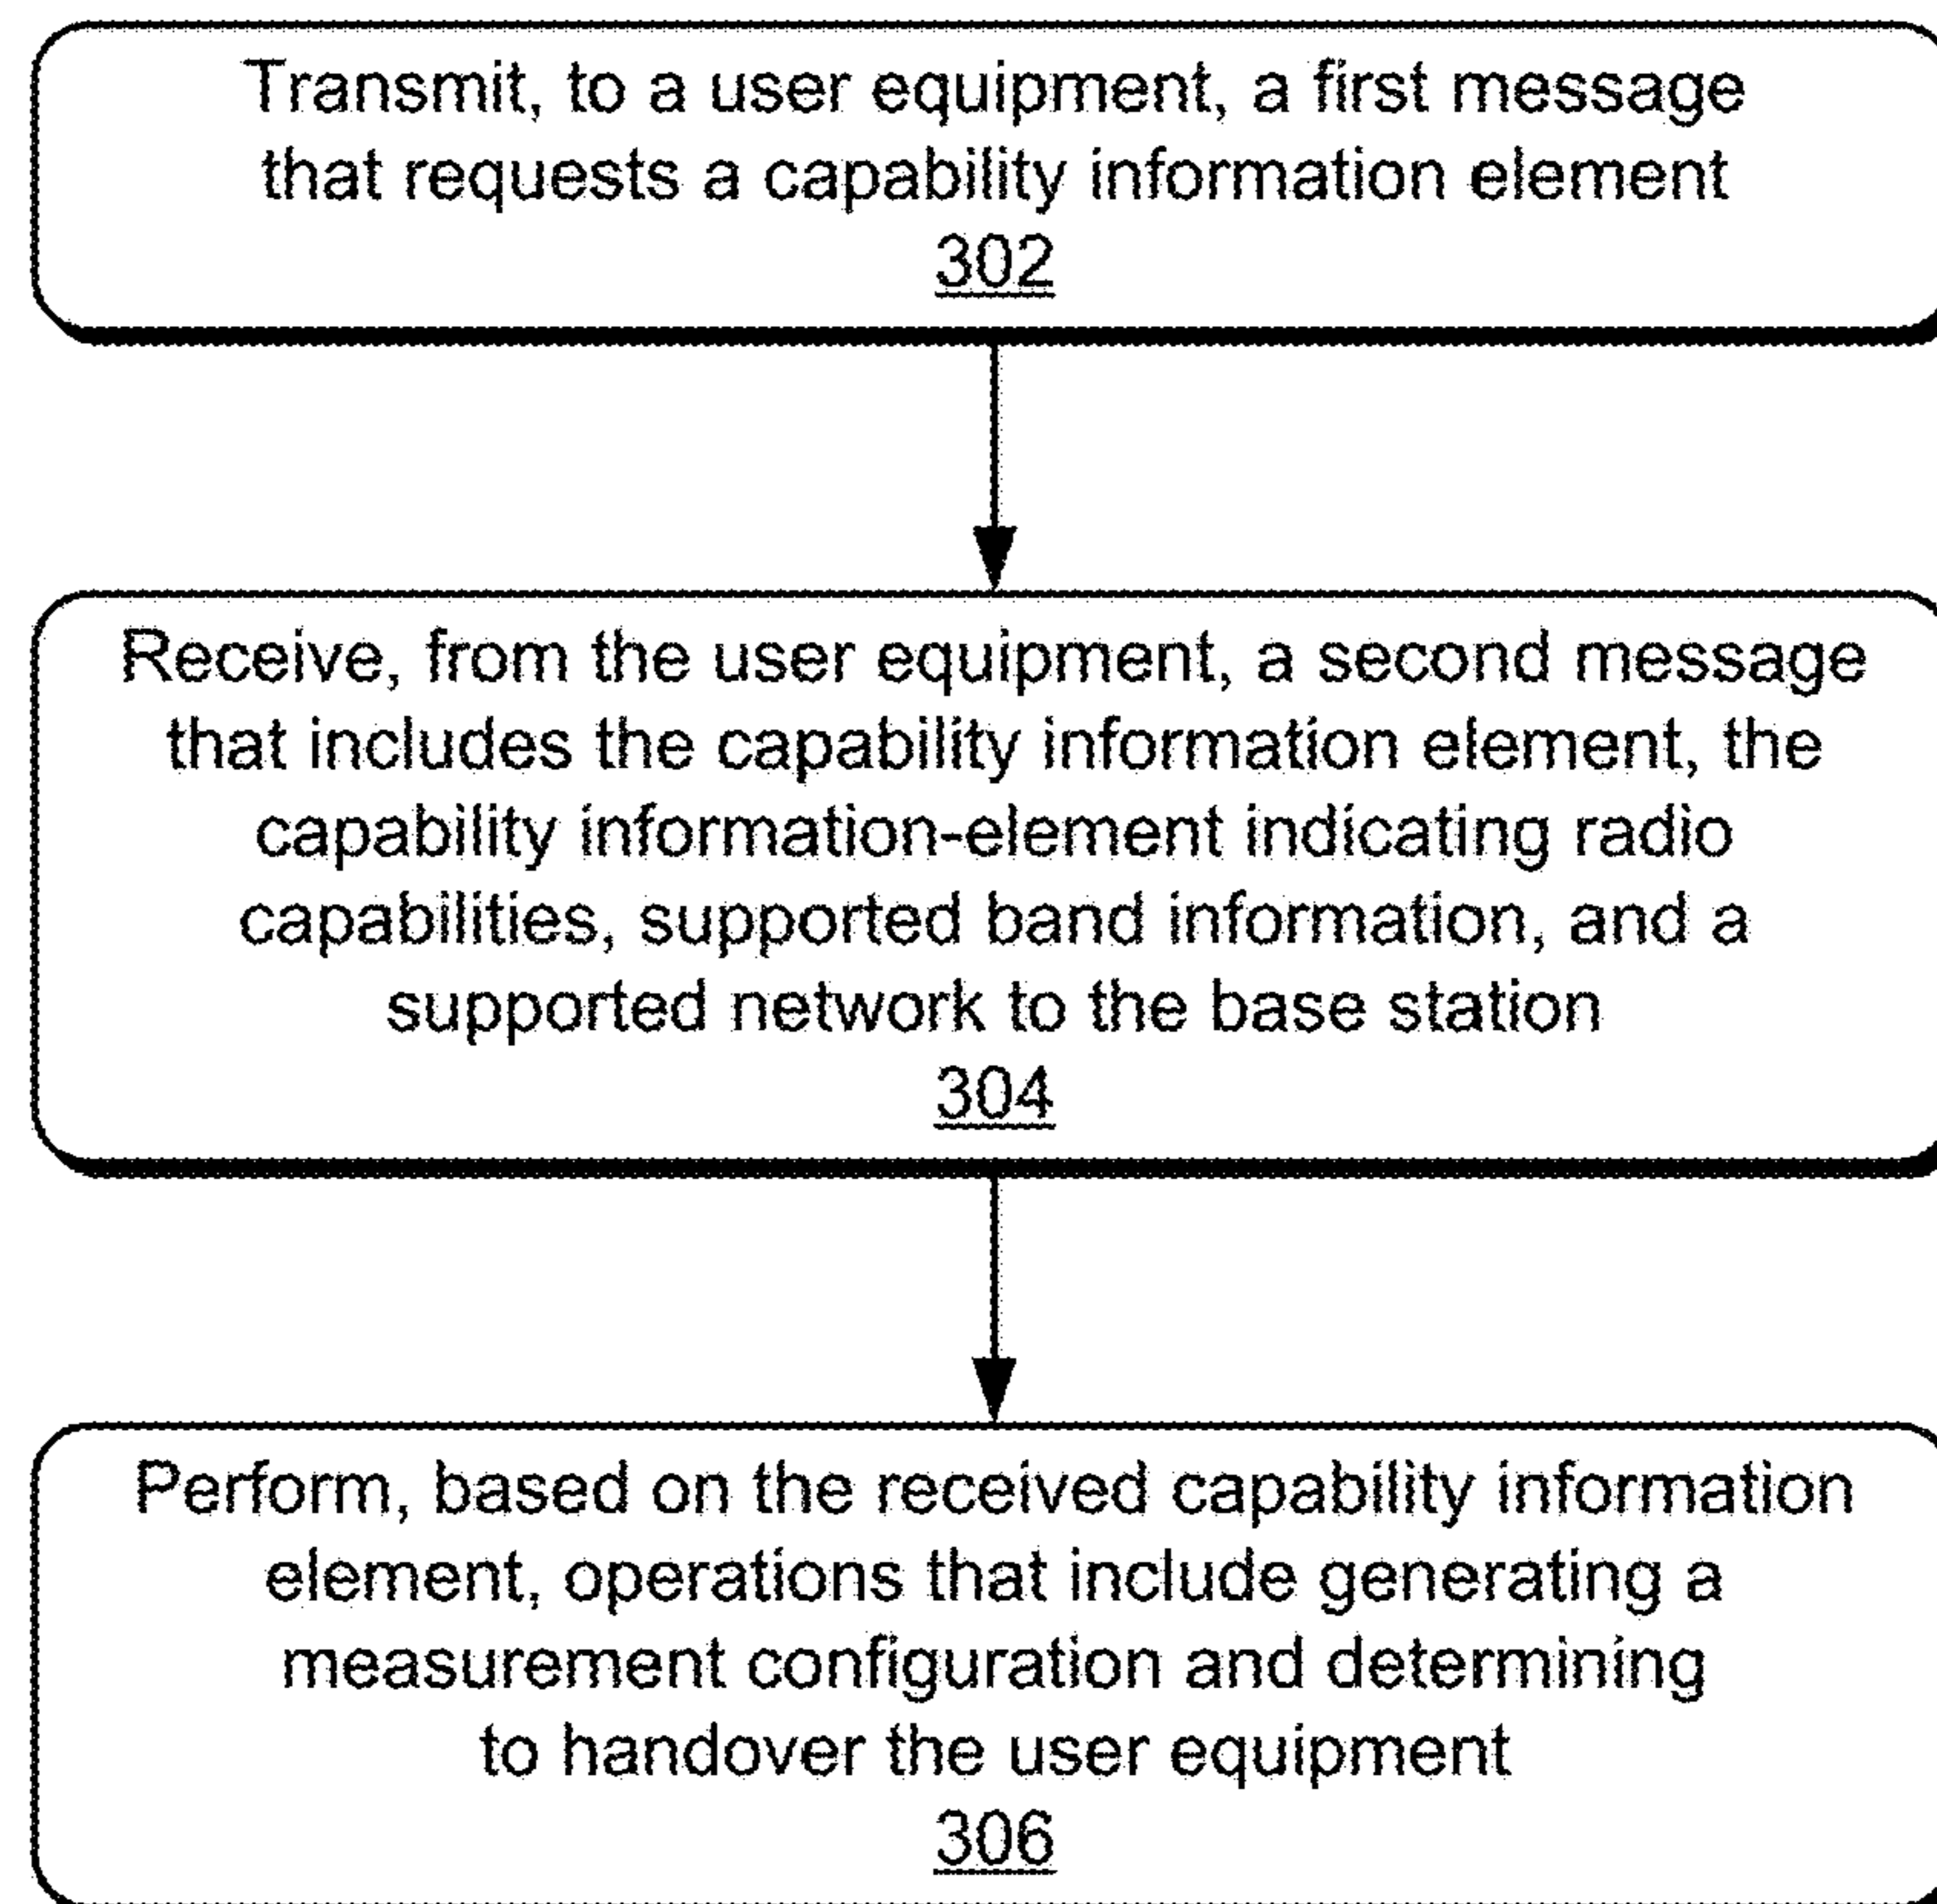 Transmit, to a user equipment, a first message
that requests a capability information element
302
Receive, from the user equipment, a second message
that includes the capability information element, the
capability information-element indicating radio
capabilities, supported band information, and a
supported network to the base station
304
Perform, based on the received capability information
element, operations that include generating a
measurement configuration and determining
to handover the user equipment
306